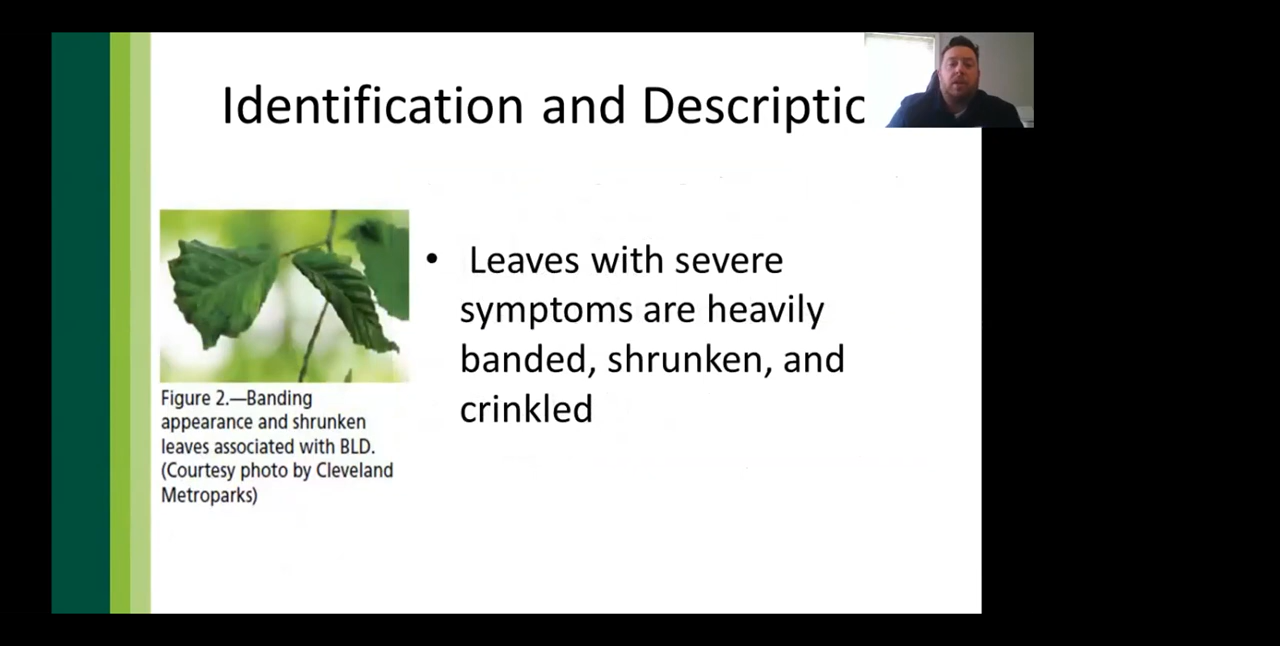 Identification and Descriptic
• Leaves with severe
symptoms are heavily
banded, shrunken, and
crinkled
Figure 2.—Banding
appearance and shrunken
leaves associated with BLD.
(Courtesy photo by Cleveland
Metroparks)